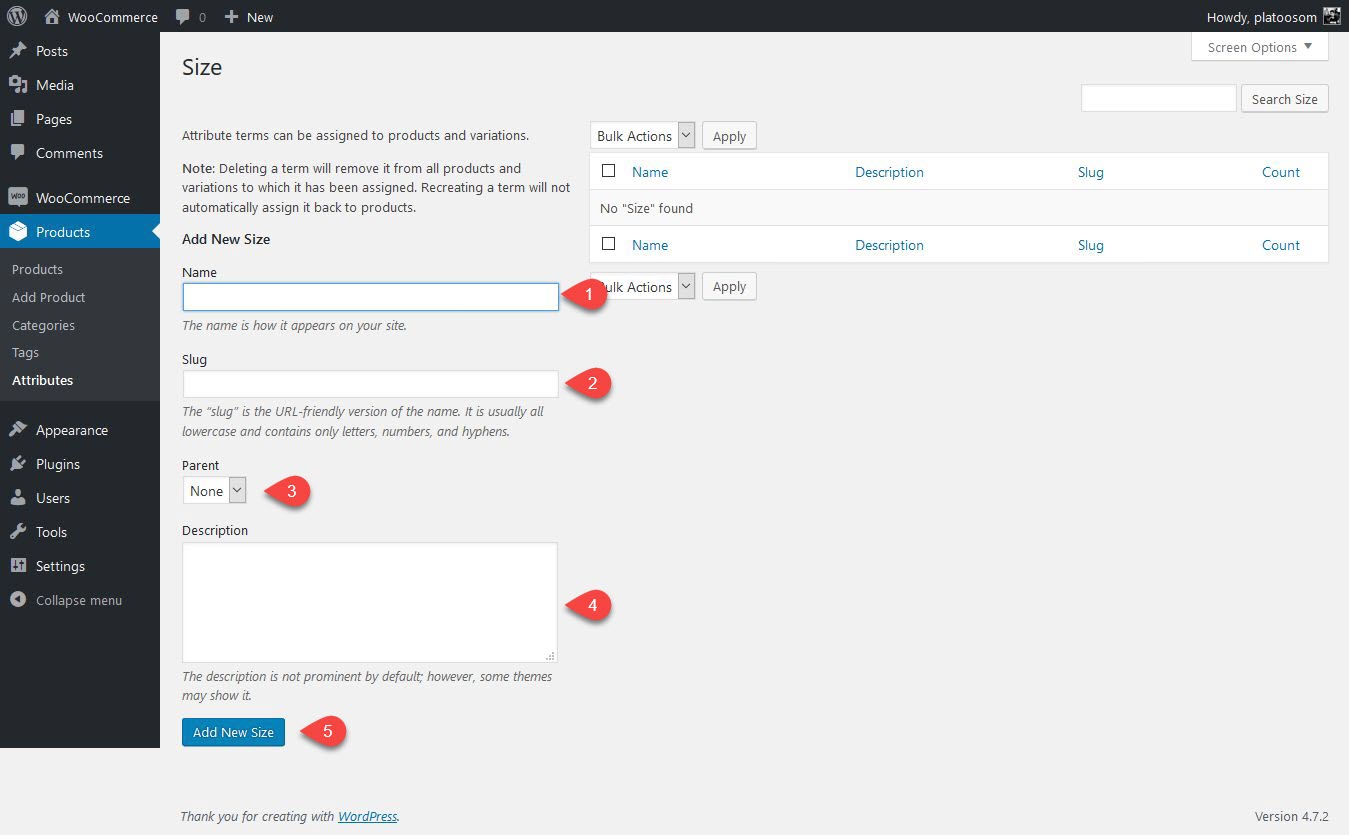 WooCommerce 0 New Howdy, platoosom
Posts
Media
Pages
Comments
WOO WooCommerce
Products
Products
Add Product
Categories
Tags
Attributes
Appearance
Plugins
Users
Tools
Settings
Collapse menu
Screen Options
Size
Search Size
Attribute terms can be assigned to products and variations.
Note: Deleting a term will remove it from all products and
variations to which it has been assigned. Recreating a term will not
automatically assign it back to products.
Add New Size
Name
1
The name is how it appears on your site.
Slug
2
The “slug” is the URL-friendly version of the name. It is usually all
lowercase and contains only letters, numbers, and hyphens.
Parent
None 3
Description
4
The description is not prominent by default; however, some themes
may show it.
Add New Size 5
Bulk Actions Apply
Name Description Slug Count
No "Size" found
Name Description Slug Count
ulk Actions Apply
Thank you for creating with WordPress. Version 4.7.2